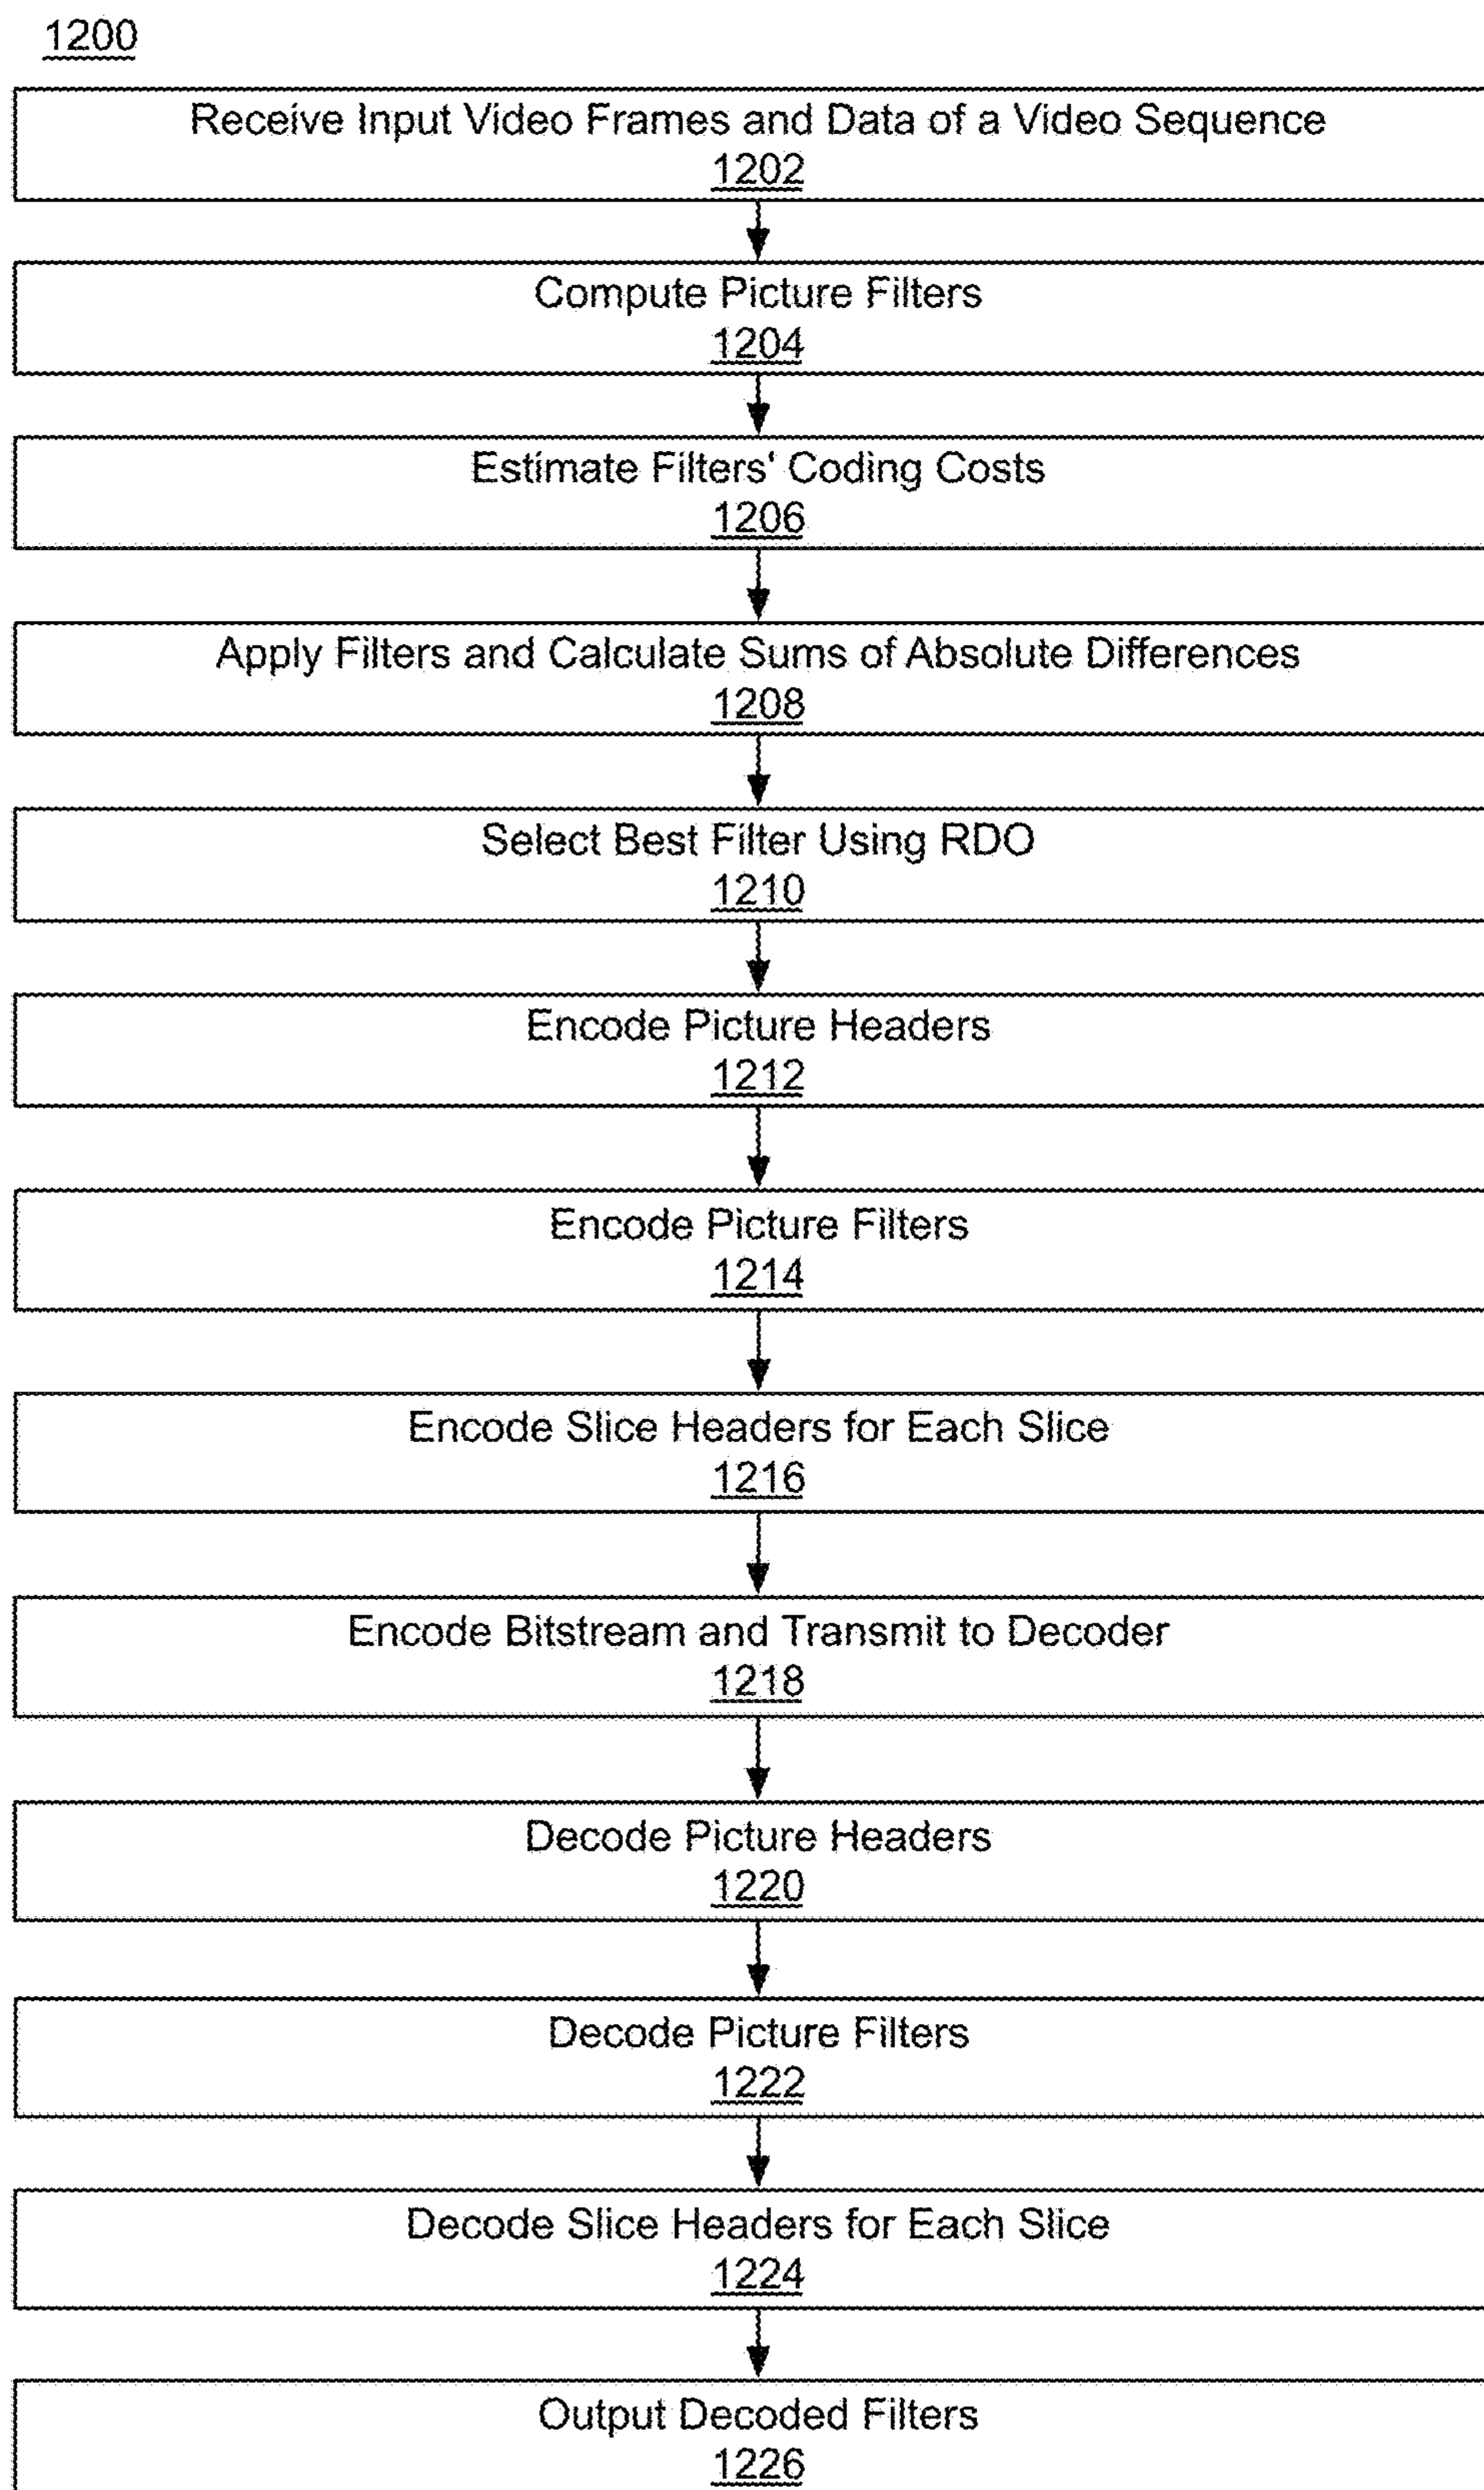 1200
Receive Input Video Frames and Data of a Video Sequence
1202
Compute Picture Filters
1204
Estimate Filters' Coding Costs
1206
Apply Filters and Calculate Sums of Absolute Differences
1208
Select Best Filter Using RDO
1210
Encode Picture Headers
1212
Encode Picture Filters
1214
Encode Slice Headers for Each Slice
1216
Encode Bitstream and Transmit to Decoder
1218
Decode Picture Headers
1220
Decode Picture Filters
1222
Decode Slice Headers for Each Slice
1224
Output Decoded Filters
1226